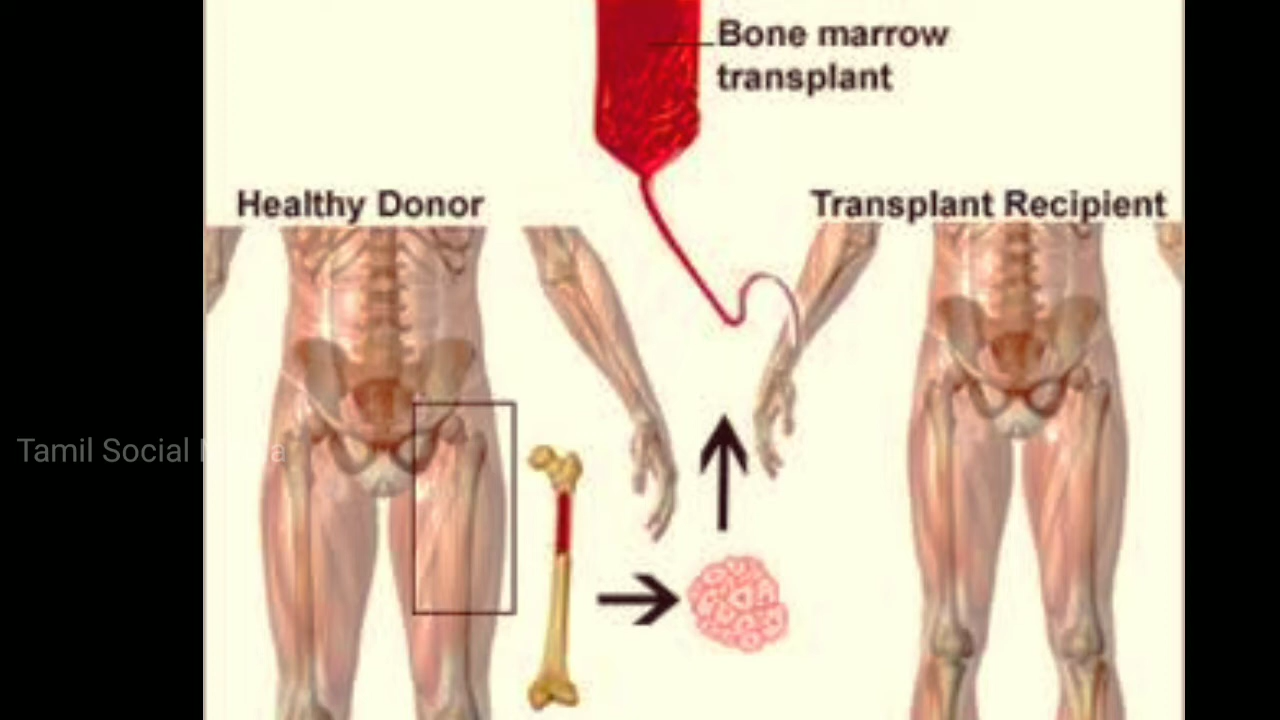 Bone marrow
transplant
Healthy Donor
Transplant Recipient
Tamil Social